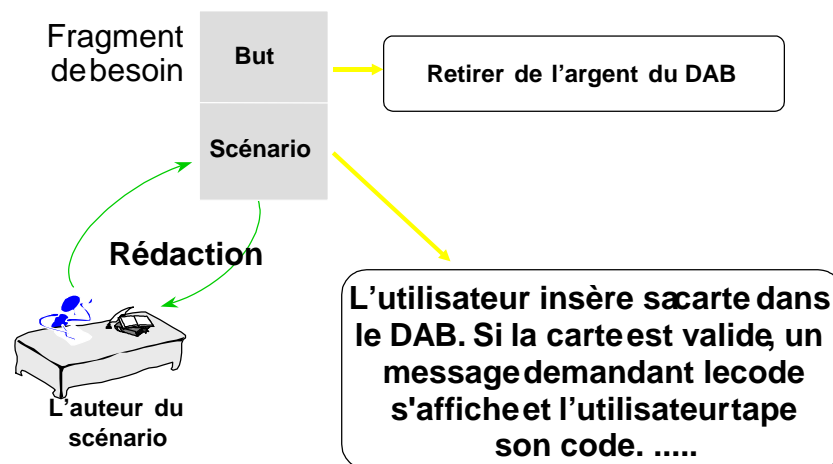 Fragment
de besoin
But
Retirer de l'argent du DAB
Scénario
Rédaction
L'auteur du
scénario
L'utilisateur insère sa carte dans
le DAB. Si la carte est valide, un
message demandant le code
s'affiche et l'utilisateur tape
son code. .....